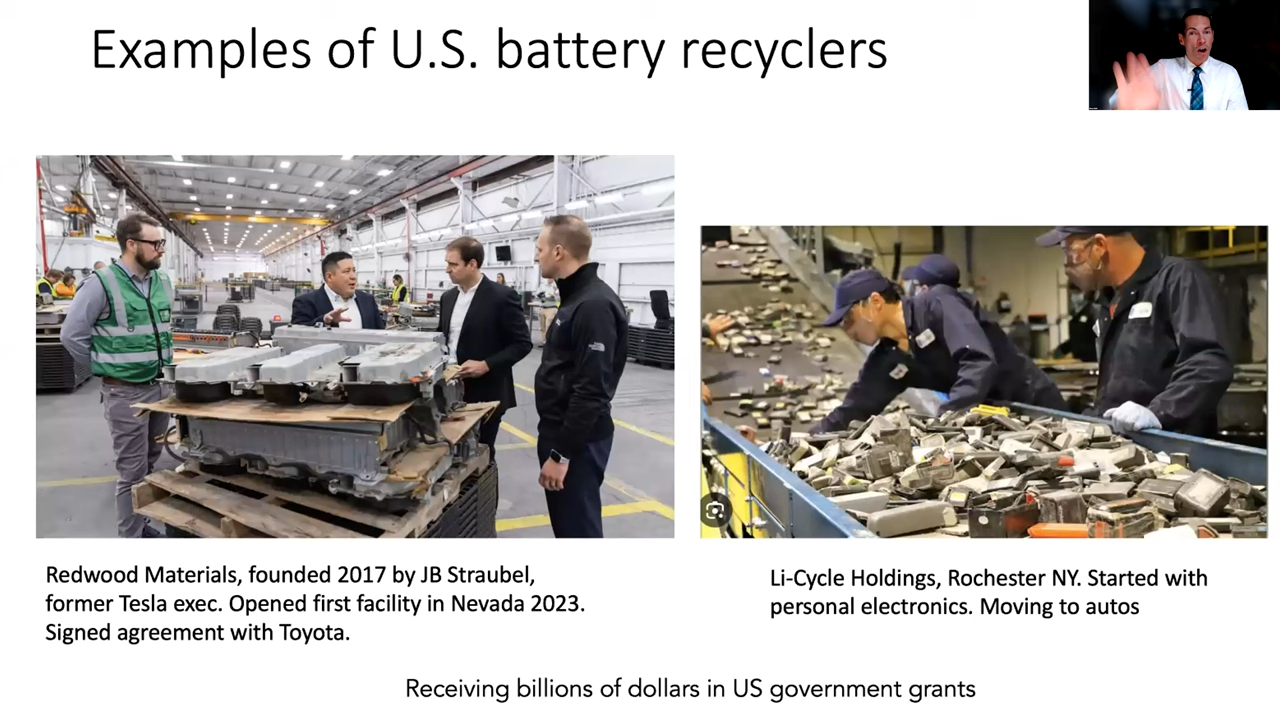 Examples of U.S. battery recyclers
Redwood Materials, founded 2017 by JB Straubel,
former Tesla exec. Opened first facility in Nevada 2023.
Signed agreement with Toyota.
Li-Cycle Holdings, Rochester NY. Started with
personal electronics. Moving to autos
Receiving billions of dollars in US government grants